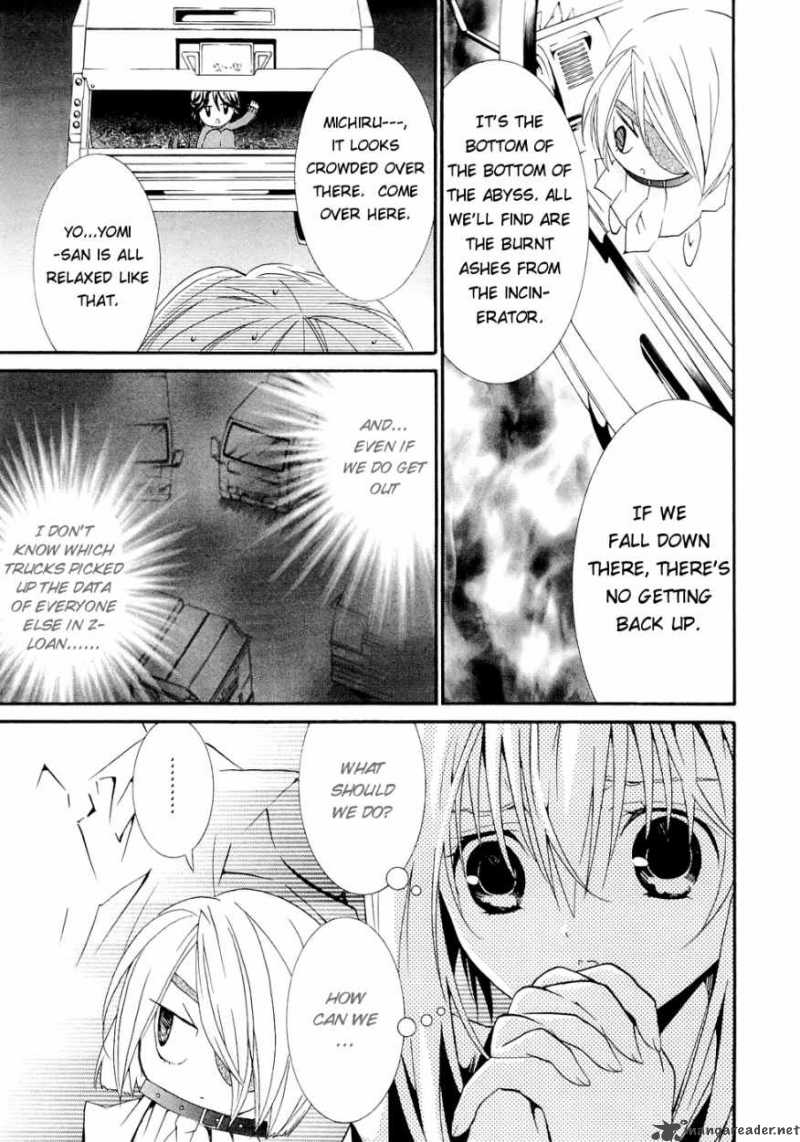 IT'S THE
BOTTOM OF
THE BOTTOM OF
THE ABYSS. ALL
WE'LL FIND ARE
THE BURNT
ASHES FROM
THE INCIN-
ERATOR.
IF WE
FALL DOWN
THERE, THERE'S
NO GETTING
BACK UP.
MICHIRU---,
IT LOOKS
CROWDED OVER
THERE. COME
OVER HERE.
YO...YOMI
-SAN IS ALL
RELAXED LIKE
THAT.
AND...
EVEN IF
WE DO GET
OUT
I DON'T
KNOW WHICH
TRUCKS PICKED
UP THE DATA
OF EVERYONE
ELSE IN Z-
LOAN......
WHAT
SHOULD
WE DO?
HOW
CAN WE
...
.......
mangareader.net